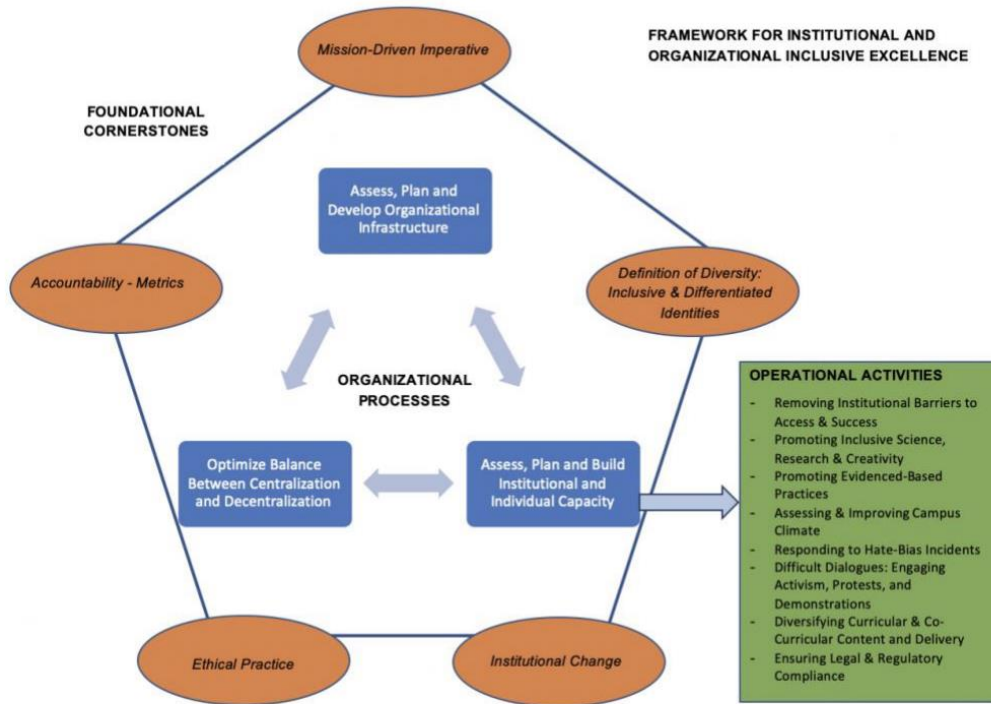 FRAMEWORK FOR INSTITUTIONAL AND
ORGANIZATIONAL INCLUSIVE EXCELLENCE
Mission-Driven Imperative
FOUNDATIONAL
CORNERSTONES
Assess, Plan and
Develop Organizational
Infrastructure
Accountability - Metrics
Definition of Diversity:
Inclusive & Differentiated
Identities
ORGANIZATIONAL
PROCESSES
Optimize Balance
Between Centralization
and Decentralization
Assess, Plan and Build
Institutional and
Individual Capacity
OPERATIONAL ACTIVITIES
- Removing Institutional Barriers to
Access & Success
- Promoting Inclusive Science,
Research & Creativity
- Promoting Evidenced-Based
Practices
- Assessing & Improving Campus
Climate
- Responding to Hate-Bias Incidents
- Difficult Dialogues: Engaging
Activism, Protests, and
Demonstrations
- Diversifying Curricular & Co-
Curricular Content and Delivery
- Ensuring Legal & Regulatory
Compliance
Ethical Practice
Institutional Change